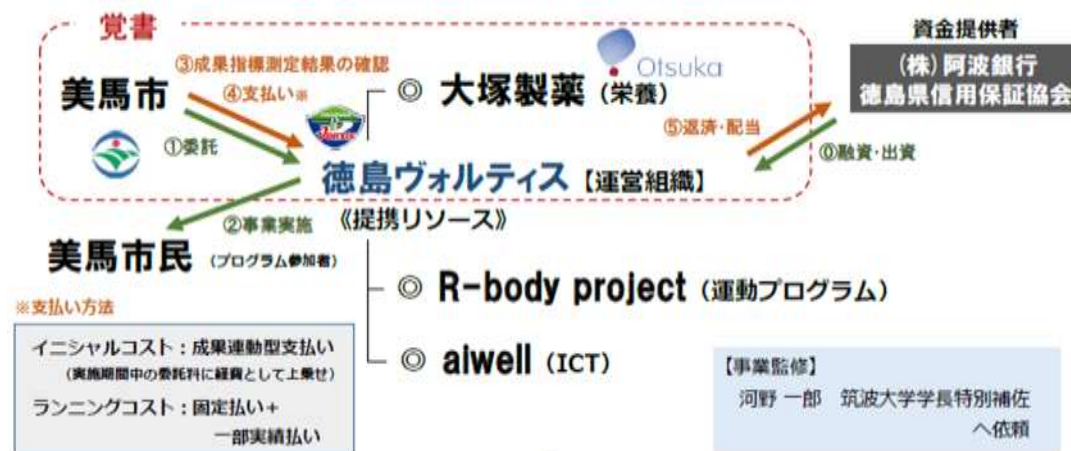 覚書
資金提供者
(株)阿波銀行
徳島県信用保証協会
③成果指標測定結果の確認
美馬市
④支払い※
◎ 大塚製薬 (栄養)
Otsuka
①委託
⑤返済・配当
⓪融資・出資
徳島ヴォルティス【運営組織】
②事業実施
《提携リソース》
美馬市民 (プログラム参加者)
◎ R-body project (運動プログラム)
◎ aiwell (ICT)
※支払い方法
イニシャルコスト:成果連動型支払い
(実施期間中の委託料に経費として上乗せ)
ランニングコスト:固定払い+
一部実績払い
【事業監修】
河野 一郎 筑波大学学長特別補佐
へ依頼